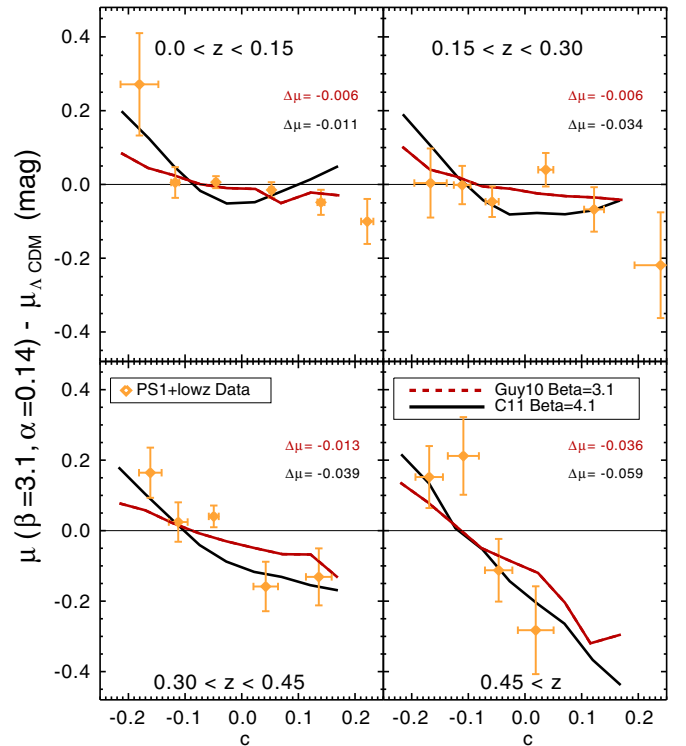 0.0 < z < 0.15
Δμ= -0.006
Δμ= -0.011
0.15 < z < 0.30
Δμ= -0.006
Δμ= -0.034
0.4
0.2
0.0
-0.2
-0.4
μ (β =3.1, α =0.14) - μΛ CDM (mag)
PS1+lowz Data
Δμ= -0.013
Δμ= -0.039
0.30 < z < 0.45
Guy10 Beta=3.1
C11 Beta=4.1
Δμ= -0.036
Δμ= -0.059
0.45 < z
0.4
0.2
0.0
-0.2
-0.4
-0.2 -0.1 0.0 0.1 0.2
-0.2 -0.1 0.0 0.1 0.2
c
c